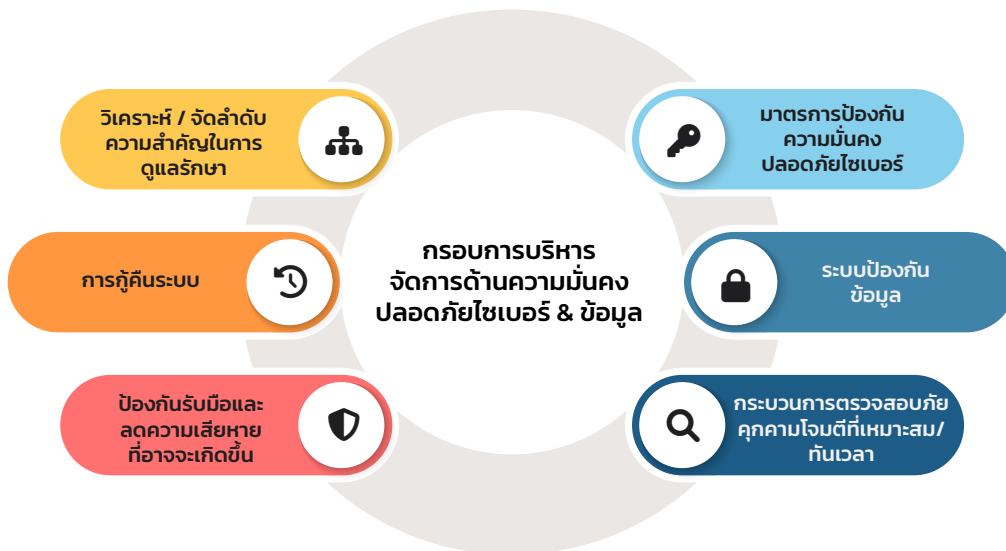 วิเคราะห์ / จัดลำดับ
ความสำคัญในการ
ดูแลรักษา
มาตรการป้องกัน
ความมั่นคง
ปลอดภัยไซเบอร์
กรอบการบริหาร
จัดการด้านความมั่นคง
ปลอดภัยไซเบอร์ & ข้อมูล
การกู้คืนระบบ
ระบบป้องกัน
ข้อมูล
ป้องกันรับมือและ
ลดความเสียหาย
ที่อาจจะเกิดขึ้น
กระบวนการตรวจสอบภัย
คุกคามโจมตีที่เหมาะสม/
ทันเวลา